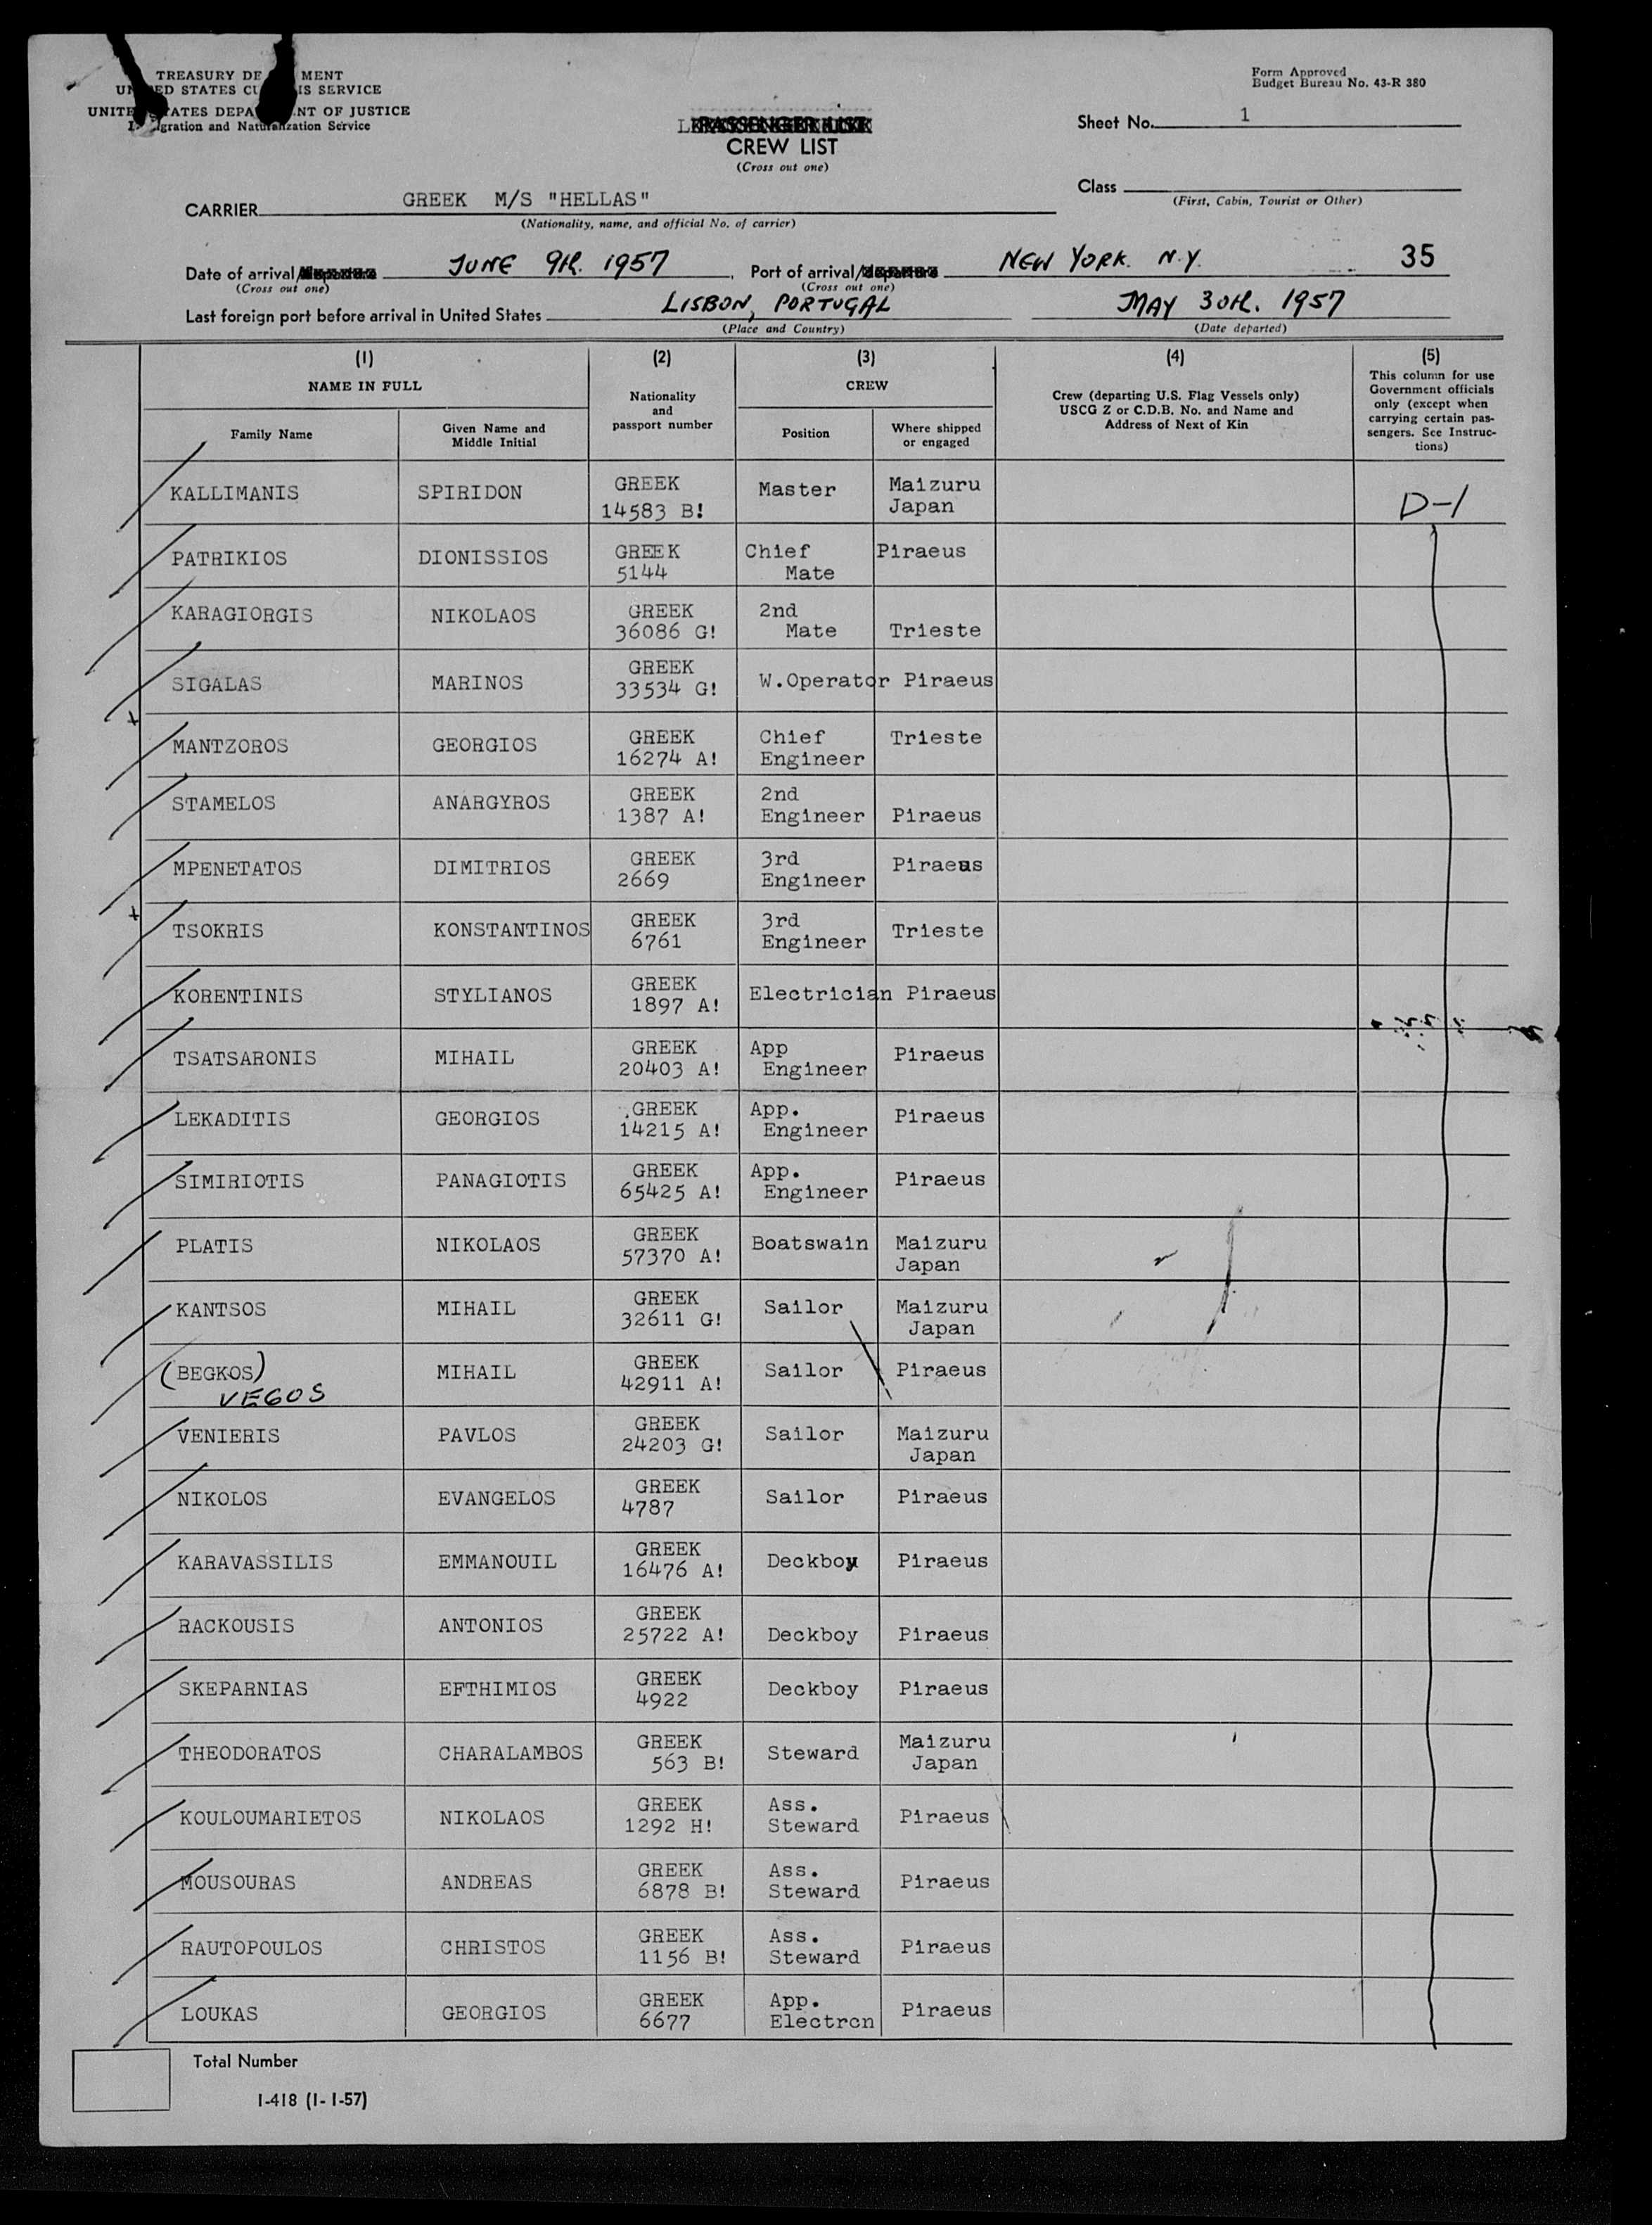 TREASURY DE MENT
UN ED STATES CU IS SERVICE
UNITE TATES DEPA NT OF JUSTICE
gration and Naturalization Service
Form Approved
Budget Bureau No. 43-R 380
Sheet No. 1
PASSENGER LIST
CREW LIST
(Cross out one)
Class
(First, Cabin, Tourist or Other)
CARRIER GREEK M/S "HELLAS"
(Nationality, name, and official No. of carrier)
Date of arrival/departure JUNE 9th. 1957, Port of arrival/departure NEW YORK. N.Y. 35
(Cross out one) (Cross out one)
Last foreign port before arrival in United States LISBON, PORTUGAL MAY 30th. 1957
(Place and Country) (Date departed)
(1) (2) (3) (4) (5)
NAME IN FULL
Family Name
Given Name and
Middle Initial
Nationality
and
passport number
CREW
Position
Where shipped
or engaged
Crew (departing U.S. Flag Vessels only)
USCG Z or C.D.B. No. and Name and
Address of Next of Kin
This column for use
Government officials
only (except when
carrying certain pas-
sengers. See Instruc-
tions)
KALLIMANIS SPIRIDON GREEK Master Maizuru
14583 B! Japan D-1
PATRIKIOS DIONISSIOS GREEK Chief Piraeus
5144 Mate
KARAGIORGIS NIKOLAOS GREEK 2nd
36086 G! Mate Trieste
SIGALAS MARINOS GREEK
33534 G! W.Operator Piraeus
MANTZOROS GEORGIOS GREEK Chief Trieste
16274 A! Engineer
STAMELOS ANARGYROS GREEK 2nd
1387 A! Engineer Piraeus
MPENETATOS DIMITRIOS GREEK 3rd Piraeus
2669 Engineer
TSOKRIS KONSTANTINOS GREEK 3rd Trieste
6761 Engineer
KORENTINIS STYLIANOS GREEK Electrician Piraeus
1897 A!
TSATSARONIS MIHAIL GREEK App Piraeus
20403 A! Engineer
LEKADITIS GEORGIOS GREEK App. Piraeus
14215 A! Engineer
SIMIRIOTIS PANAGIOTIS GREEK App. Piraeus
65425 A! Engineer
PLATIS NIKOLAOS GREEK Boatswain Maizuru
57370 A! Japan
KANTSOS MIHAIL GREEK Sailor Maizuru
32611 G! Japan
(BEGKOS) MIHAIL GREEK Sailor Piraeus
VEGOS 42911 A!
VENIERIS PAVLOS GREEK Sailor Maizuru
24203 G! Japan
NIKOLOS EVANGELOS GREEK Sailor Piraeus
4787
KARAVASSILIS EMMANOUIL GREEK Deckboy Piraeus
16476 A!
RACKOUSIS ANTONIOS GREEK
25722 A! Deckboy Piraeus
SKEPARNIAS EFTHIMIOS GREEK Deckboy Piraeus
4922
THEODORATOS CHARALAMBOS GREEK Steward Maizuru
563 B! Japan
KOULOUMARIETOS NIKOLAOS GREEK Ass. Piraeus
1292 H! Steward
MOUSOURAS ANDREAS GREEK Ass. Piraeus
6878 B! Steward
RAUTOPOULOS CHRISTOS GREEK Ass. Piraeus
1156 B! Steward
LOUKAS GEORGIOS GREEK App. Piraeus
6677 Electrcn
Total Number
I-418 (1-1-57)